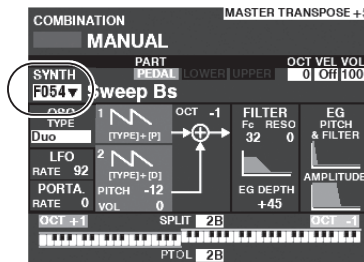 COMBINATION
MASTER TRANSPOSE +5
MANUAL
PART
OCT VEL VOL
SYNTH
PEDAL LOWER UPPER
0 Off 100
F054▼ Sweep Bs
OSC
TYPE
Duo
1
[TYPE]+[P]
OCT -1
FILTER
Fc RESO
32 0
EG
PITCH
& FILTER
LFO
RATE 92
2
[TYPE]+[P]
PORTA.
RATE 0
PITCH -12
VOL 0
EG DEPTH
+45
AMPLITUDE
OCT +1
SPLIT 2B
OCT -1
PTOL 2B